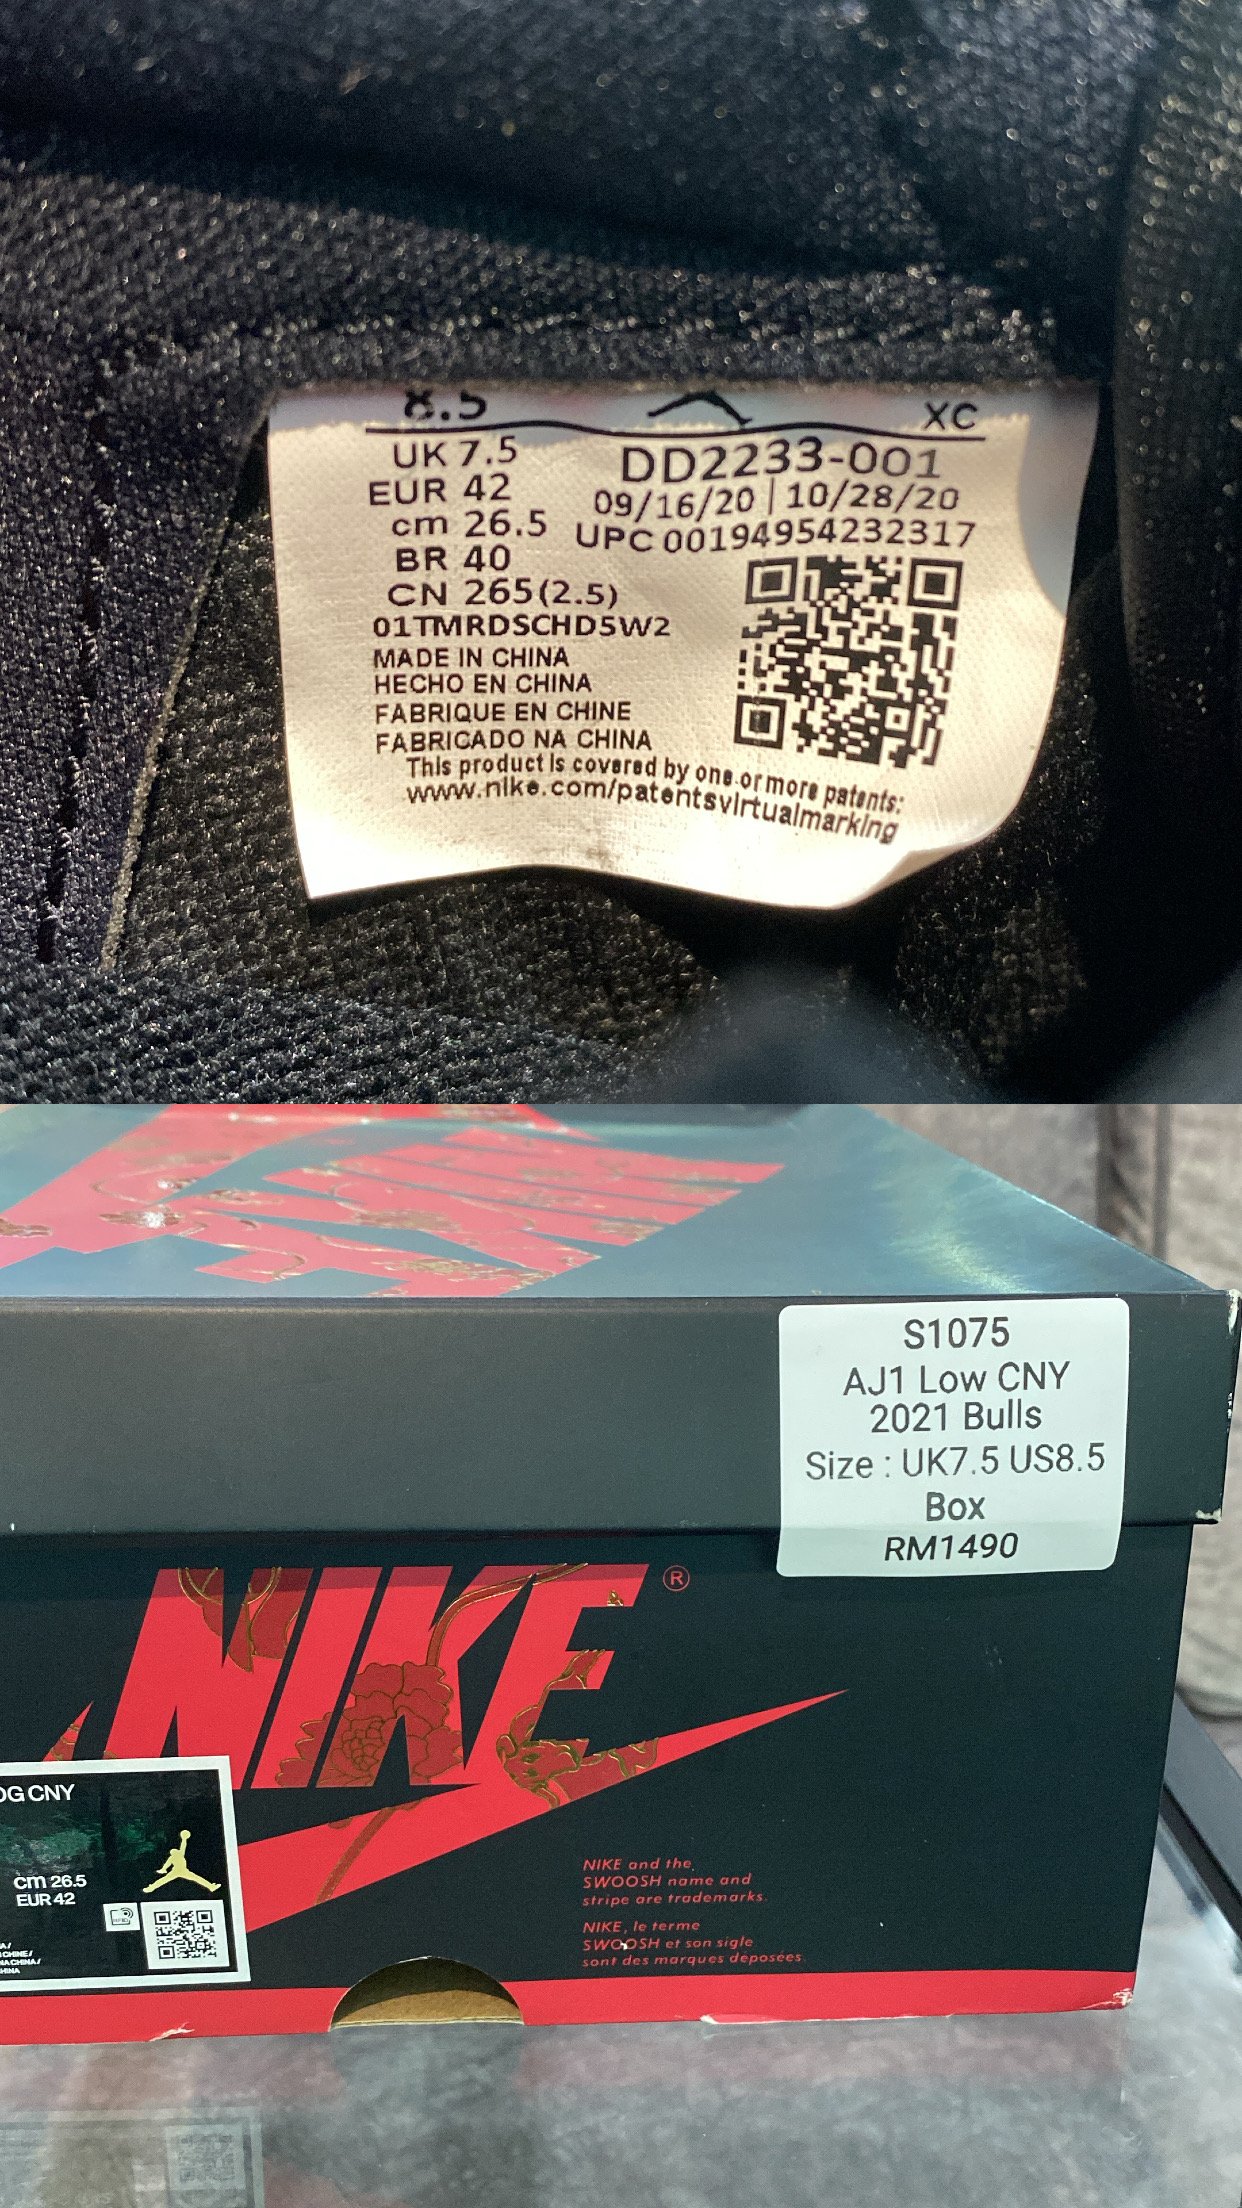 8.5
XC
UK 7.5
DD2233-001
EUR 42
09/16/20 | 10/28/20
cm 26.5
UPC 00194954232317
BR 40
CN 265(2.5)
01TMRDSCHD5W2
MADE IN CHINA
HECHO EN CHINA
FABRIQUE EN CHINE
FABRICADO NA CHINA
This product is covered by one or more patents:
www.nike.com/patentsvirtualmarking
S1075
AJ1 Low CNY
2021 Bulls
Size : UK7.5 US8.5
Box
RM1490
NIKE ®
OG CNY
cm 26.5
EUR 42
NIKE and the
SWOOSH name and
stripe are trademarks.
NIKE, le terme
SWOOSH et son sigle
sont des marques déposées.